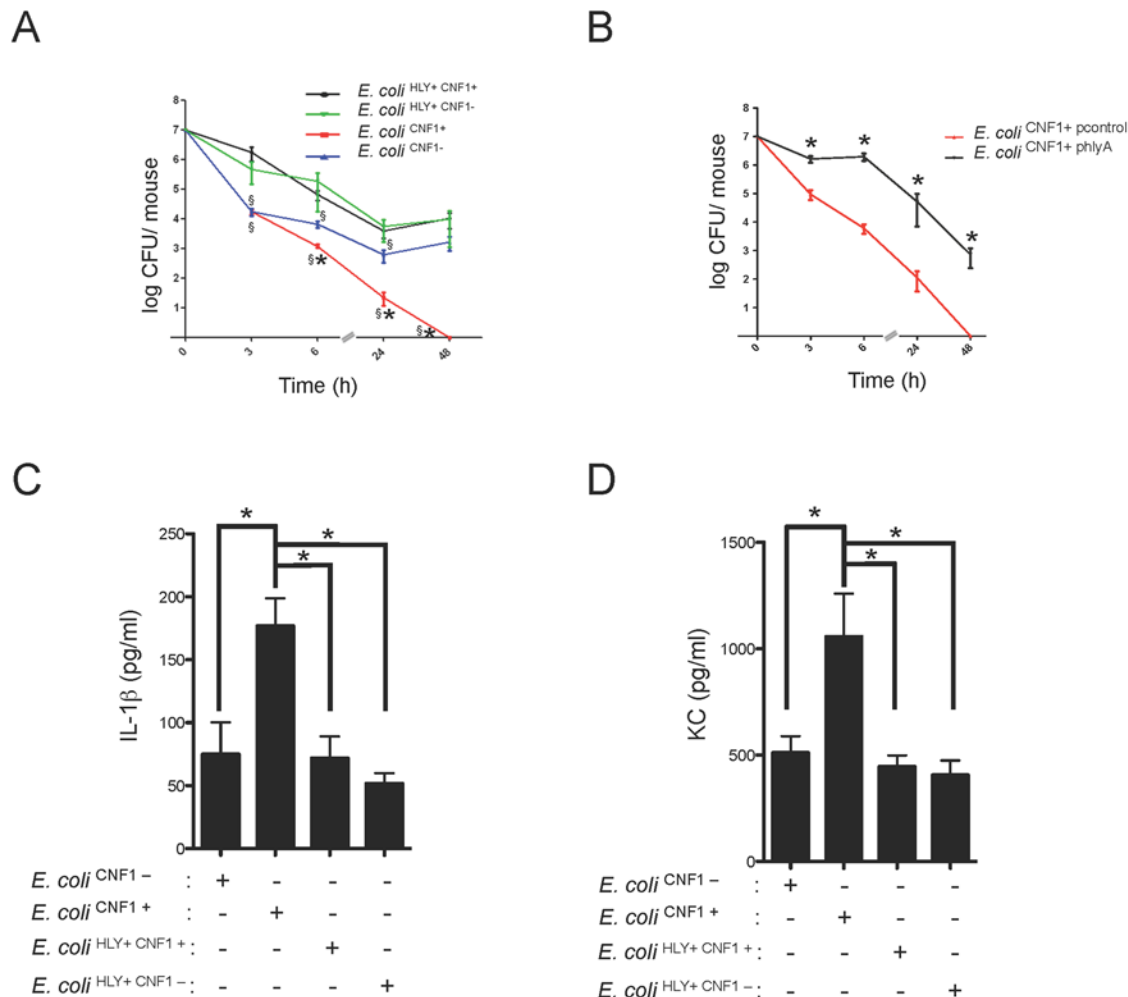 A
E. coli HLY+ CNF1+
E. coli HLY+ CNF1-
E. coli CNF1+
E. coli CNF1-
log CFU/ mouse
8
7
6
5
4
3
2
1
§
§
§
§*
§
§*
§*
0
3
6
24
48
Time (h)
B
E. coli CNF1+ pcontrol
E. coli CNF1+ phlyA
log CFU/ mouse
8
7
6
5
4
3
2
1
*
*
*
*
0
3
6
24
48
Time (h)
C
IL-1β (pg/ml)
250
200
150
100
50
0
*
*
*
E. coli CNF1 – : + - - -
E. coli CNF1 + : - + - -
E. coli HLY+ CNF1 + : - - + -
E. coli HLY+ CNF1 – : - - - +
D
KC (pg/ml)
1500
1000
500
0
*
*
*
E. coli CNF1 – : + - - -
E. coli CNF1 + : - + - -
E. coli HLY+ CNF1 + : - - + -
E. coli HLY+ CNF1 – : - - - +